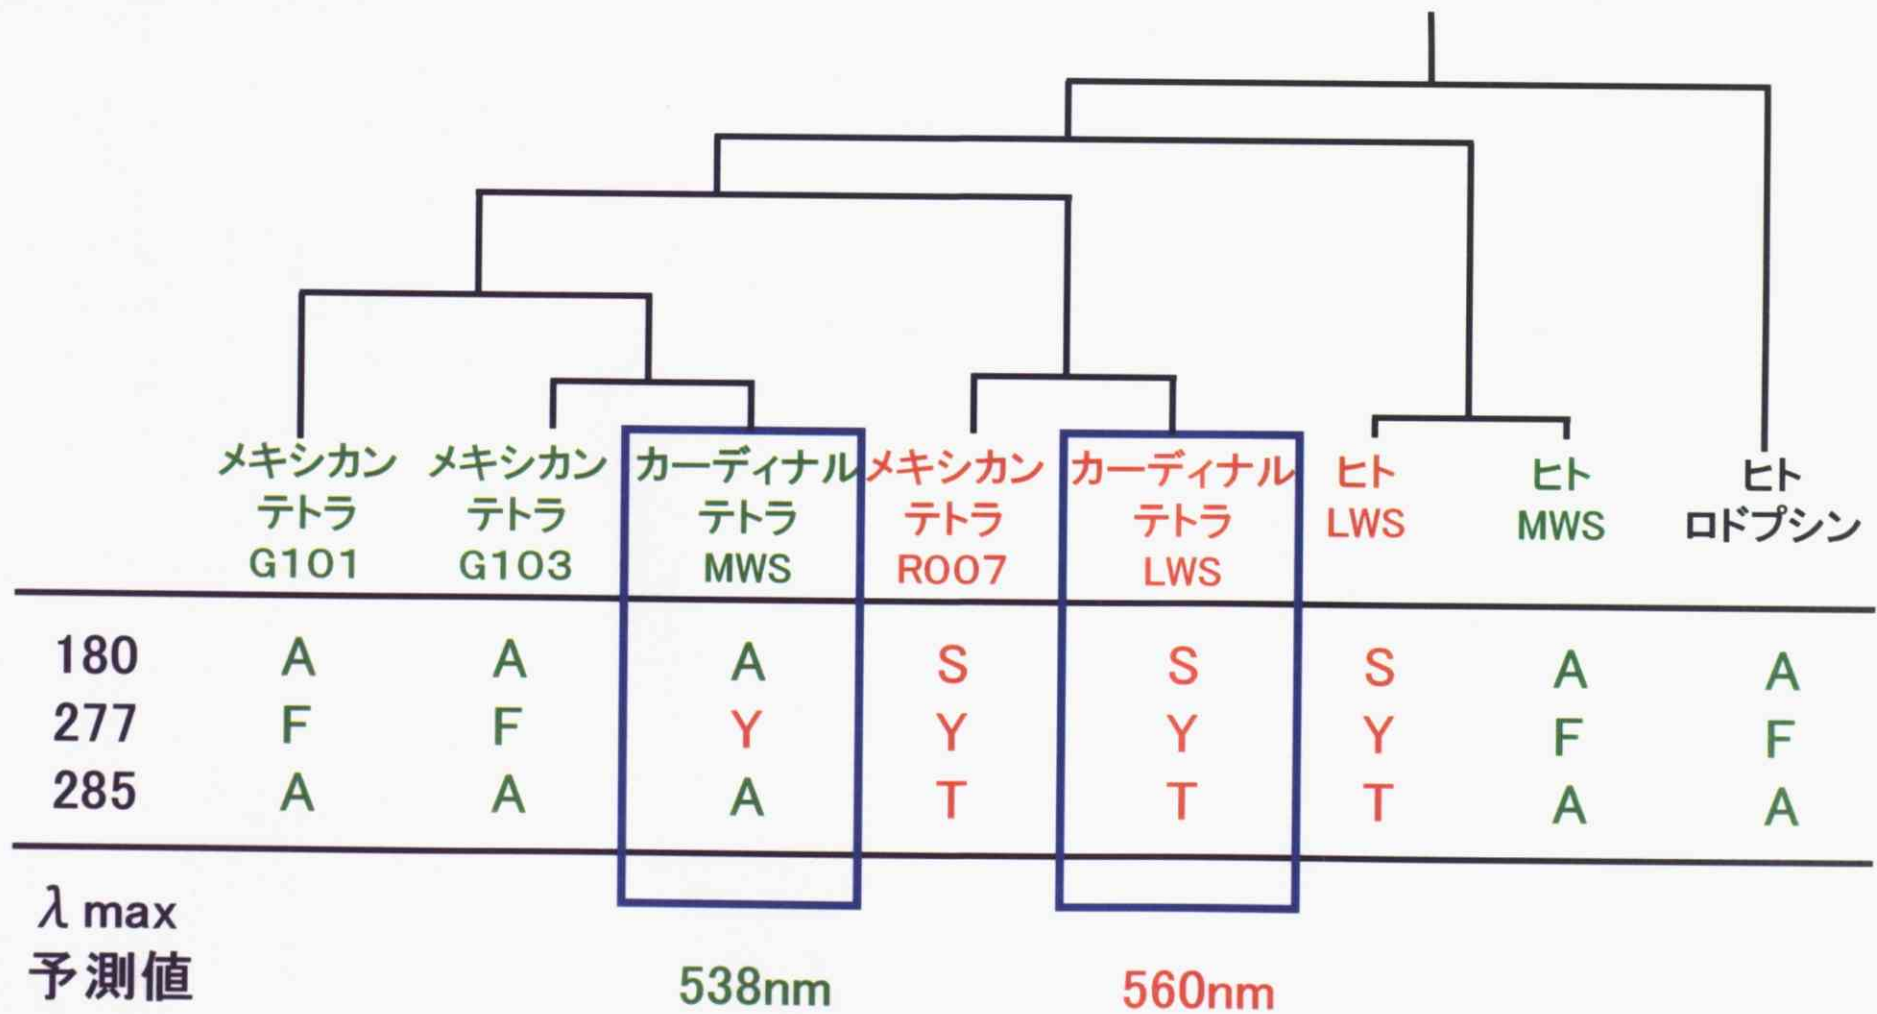 メキシカン メキシカン カーディナル メキシカン カーディナル ヒト ヒト ヒト
テトラ テトラ テトラ テトラ テトラ LWS MWS ロドプシン
G101 G103 MWS R007 LWS
180 A A A S S S A A
277 F F Y Y Y Y F F
285 A A A T T T A A
λmax
予測値 538nm 560nm